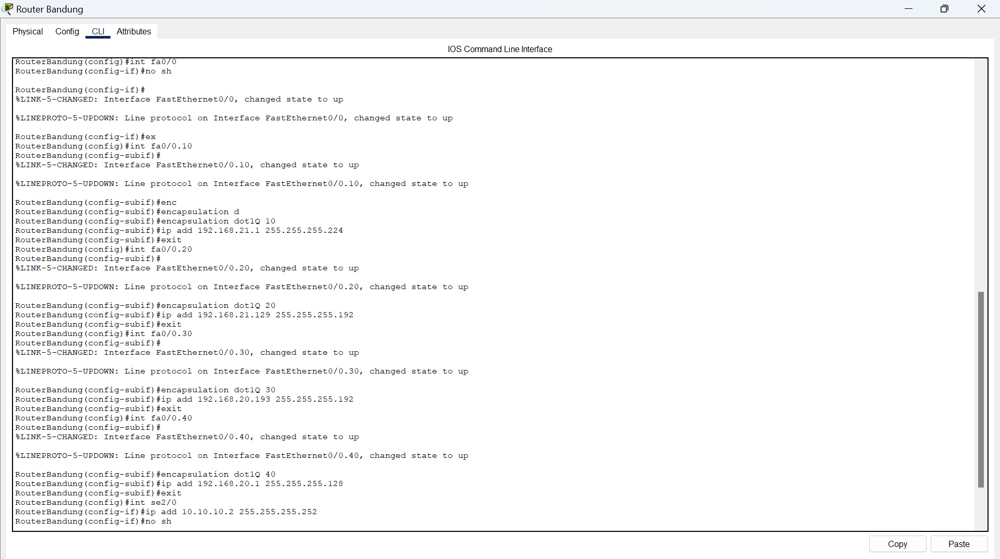 Router Bandung
Physical Config CLI Attributes
IOS Command Line Interface
RouterBandung(config)#int fa0/0
RouterBandung(config-if)#no sh
RouterBandung(config-if)#
%LINK-5-CHANGED: Interface FastEthernet0/0, changed state to up
%LINEPROTO-5-UPDOWN: Line protocol on Interface FastEthernet0/0, changed state to up
RouterBandung(config-if)#ex
RouterBandung(config)#int fa0/0.10
RouterBandung(config-subif)#
%LINK-5-CHANGED: Interface FastEthernet0/0.10, changed state to up
%LINEPROTO-5-UPDOWN: Line protocol on Interface FastEthernet0/0.10, changed state to up
RouterBandung(config-subif)#enc
RouterBandung(config-subif)#encapsulation d
RouterBandung(config-subif)#encapsulation dot1Q 10
RouterBandung(config-subif)#ip add 192.168.21.1 255.255.255.224
RouterBandung(config-subif)#exit
RouterBandung(config)#int fa0/0.20
RouterBandung(config-subif)#
%LINK-5-CHANGED: Interface FastEthernet0/0.20, changed state to up
%LINEPROTO-5-UPDOWN: Line protocol on Interface FastEthernet0/0.20, changed state to up
RouterBandung(config-subif)#encapsulation dot1Q 20
RouterBandung(config-subif)#ip add 192.168.21.129 255.255.255.192
RouterBandung(config-subif)#exit
RouterBandung(config)#int fa0/0.30
RouterBandung(config-subif)#
%LINK-5-CHANGED: Interface FastEthernet0/0.30, changed state to up
%LINEPROTO-5-UPDOWN: Line protocol on Interface FastEthernet0/0.30, changed state to up
RouterBandung(config-subif)#encapsulation dot1Q 30
RouterBandung(config-subif)#ip add 192.168.20.193 255.255.255.192
RouterBandung(config-subif)#exit
RouterBandung(config)#int fa0/0.40
RouterBandung(config-subif)#
%LINK-5-CHANGED: Interface FastEthernet0/0.40, changed state to up
%LINEPROTO-5-UPDOWN: Line protocol on Interface FastEthernet0/0.40, changed state to up
RouterBandung(config-subif)#encapsulation dot1Q 40
RouterBandung(config-subif)#ip add 192.168.20.1 255.255.255.128
RouterBandung(config-subif)#exit
RouterBandung(config)#int se2/0
RouterBandung(config-if)#ip add 10.10.10.2 255.255.255.252
RouterBandung(config-if)#no sh
Copy Paste